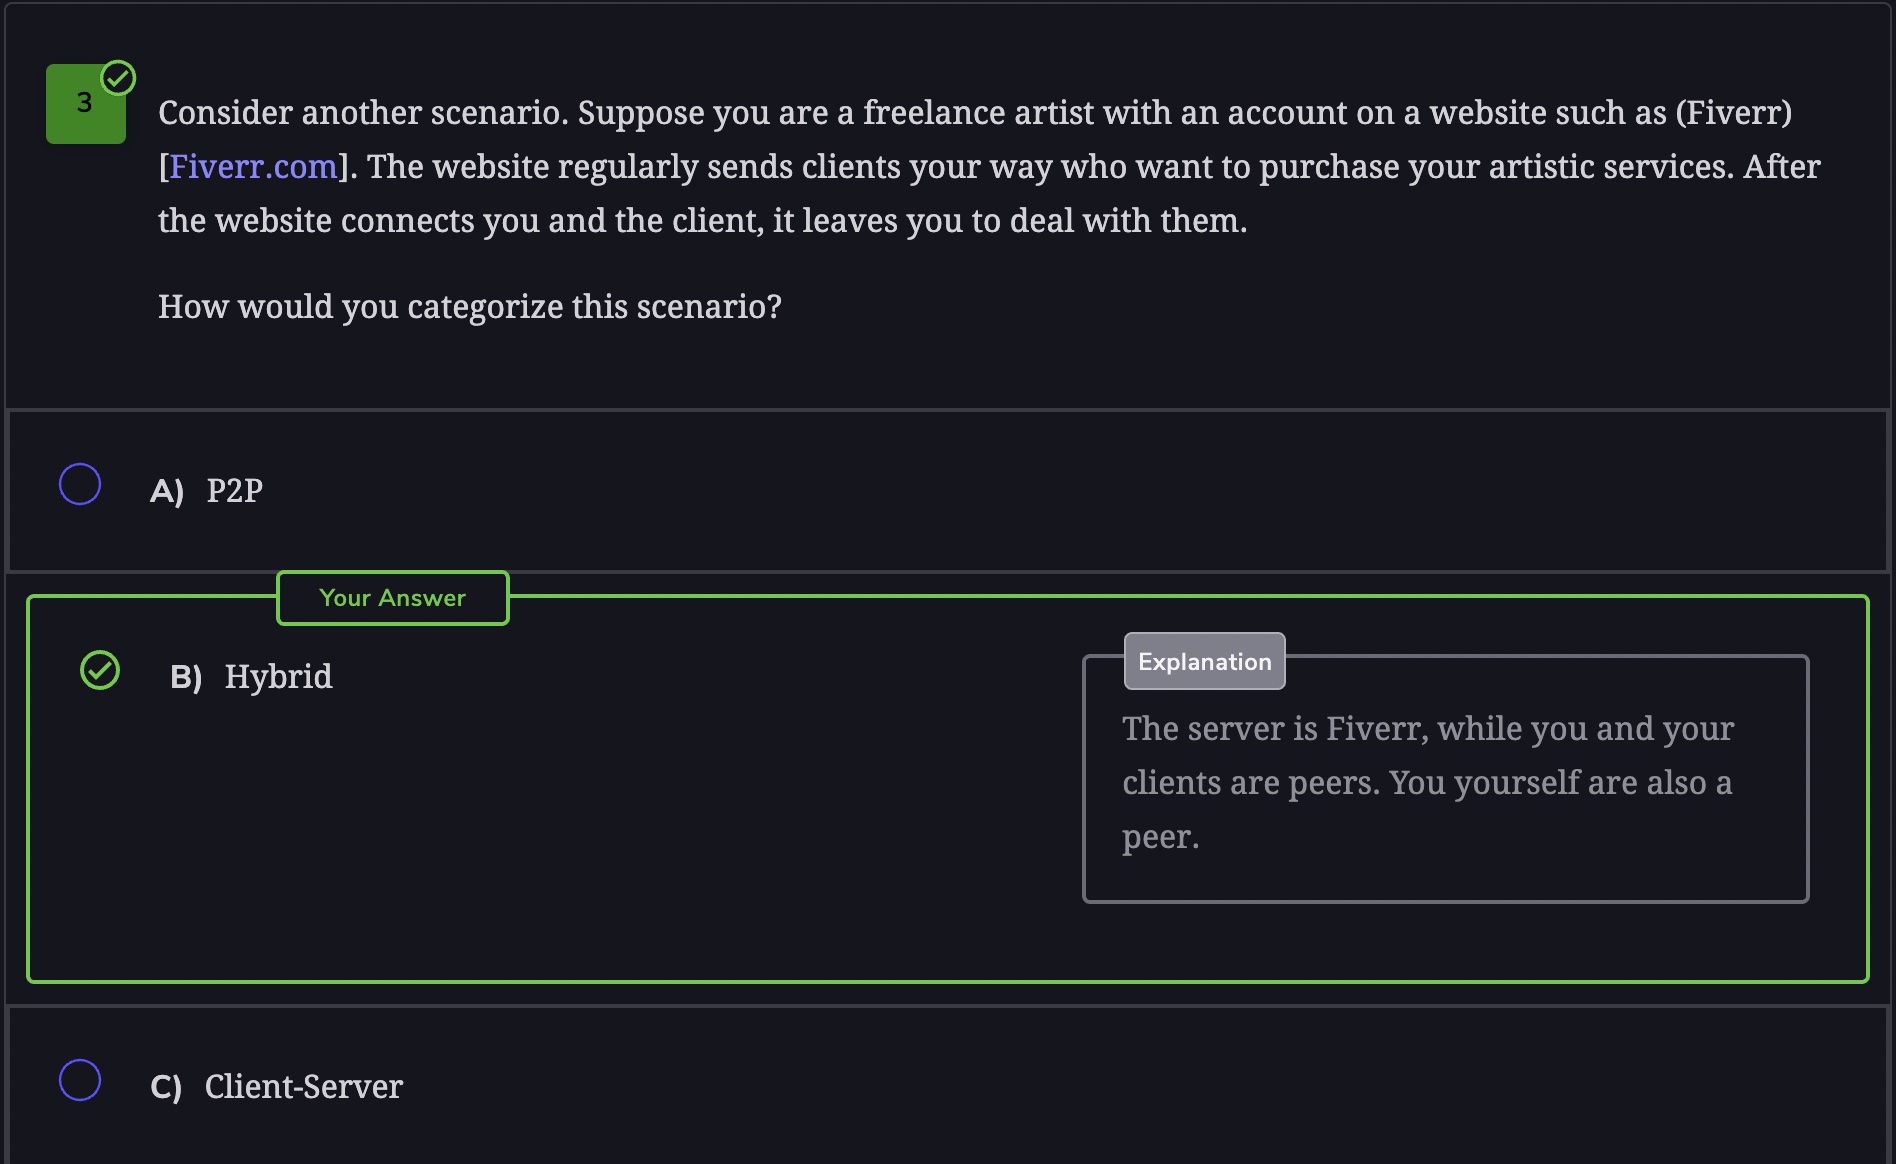 3
Consider another scenario. Suppose you are a freelance artist with an account on a website such as (Fiverr)
[Fiverr.com]. The website regularly sends clients your way who want to purchase your artistic services. After
the website connects you and the client, it leaves you to deal with them.
How would you categorize this scenario?
A) P2P
Your Answer
B) Hybrid
Explanation
The server is Fiverr, while you and your
clients are peers. You yourself are also a
peer.
C) Client-Server